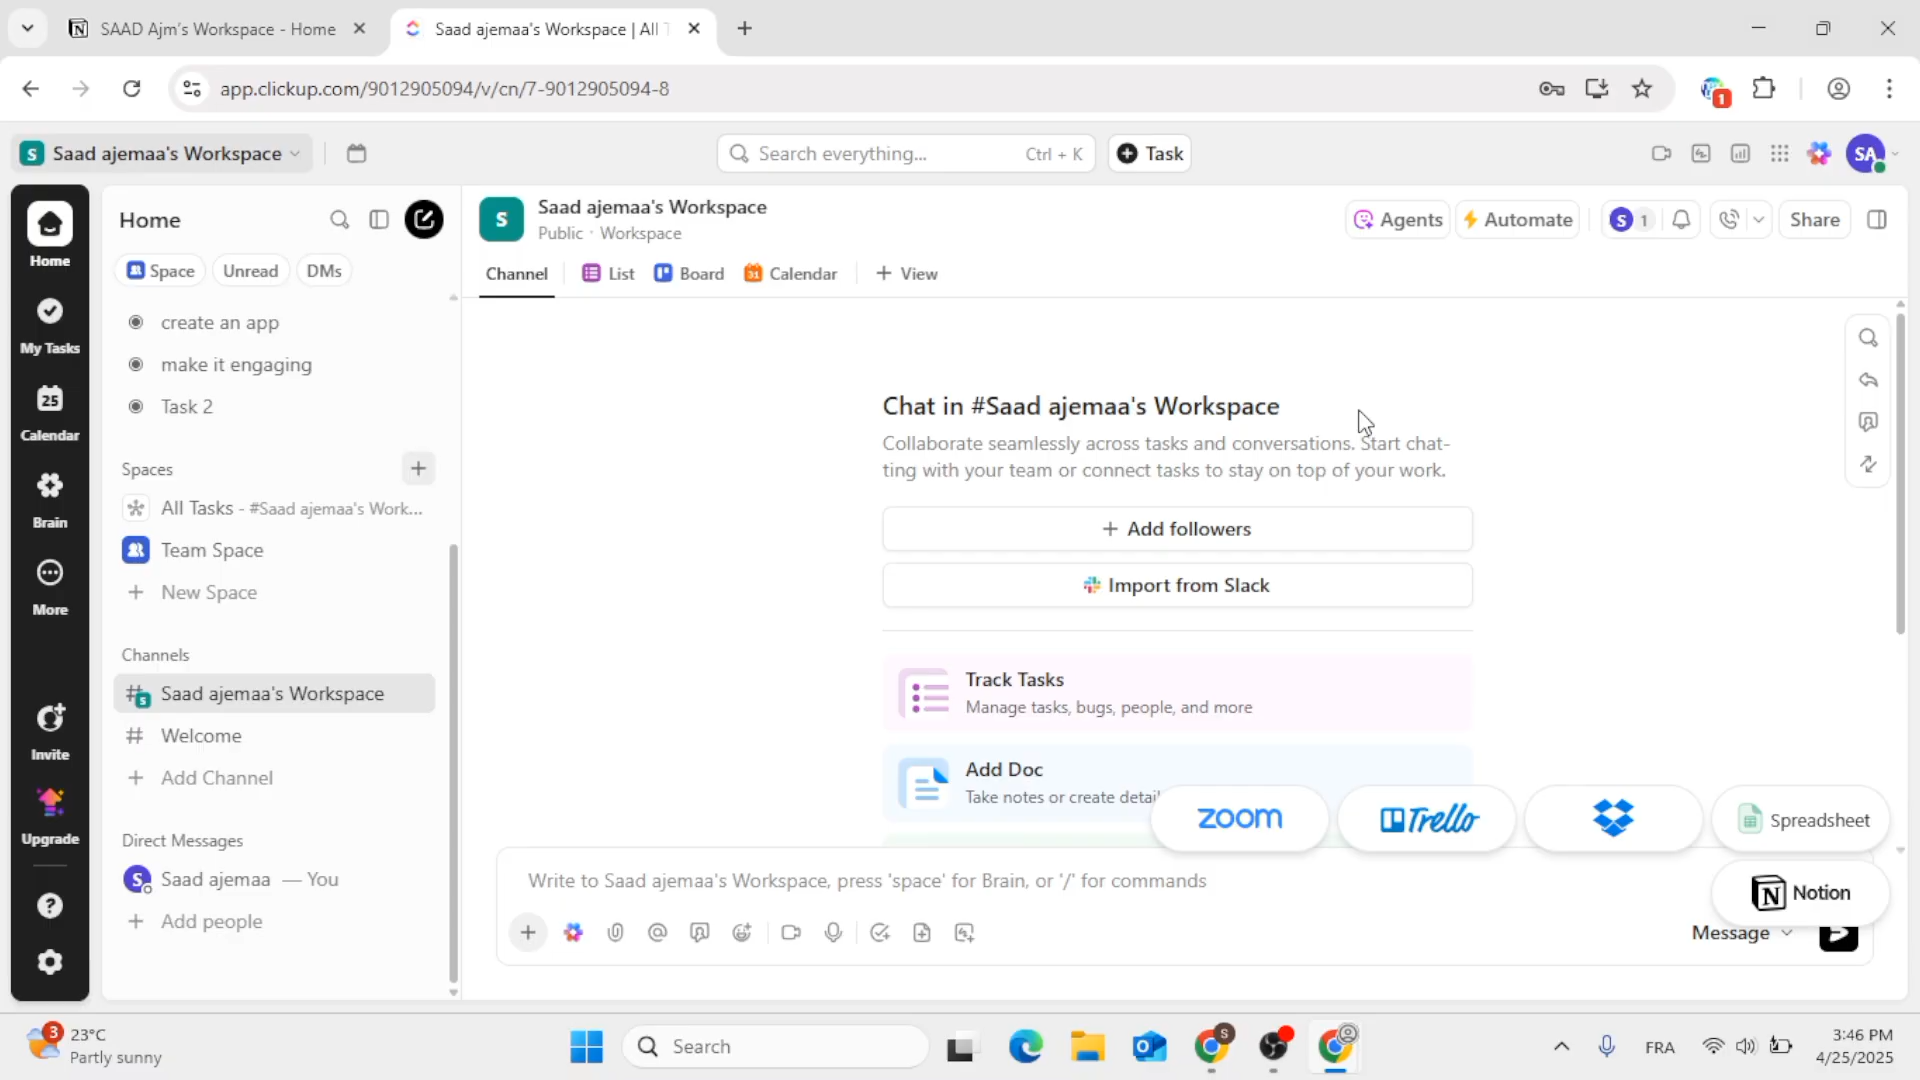 SAAD Ajm's Workspace - Home
Saad ajemaa's Workspace | All T
app.clickup.com/9012905094/v/cn/7-9012905094-8
1
S Saad ajemaa's Workspace
Search everything... Ctrl + K
Task
SA
Home
Home
S
Saad ajemaa's Workspace
Public · Workspace
Agents
Automate
S 1
Share
Space
Unread
DMs
Channel
List
Board
31 Calendar
+ View
My Tasks
25
Calendar
Brain
More
Invite
Upgrade
create an app
make it engaging
Task 2
Spaces
All Tasks - #Saad ajemaa's Work...
Team Space
+ New Space
Channels
# S Saad ajemaa's Workspace
# Welcome
+ Add Channel
Direct Messages
S Saad ajemaa — You
+ Add people
Chat in #Saad ajemaa's Workspace
Collaborate seamlessly across tasks and conversations. Start chat-
ting with your team or connect tasks to stay on top of your work.
+ Add followers
Import from Slack
Track Tasks
Manage tasks, bugs, people, and more
Add Doc
Take notes or create detail
zoom
Trello
Spreadsheet
Notion
Write to Saad ajemaa's Workspace, press 'space' for Brain, or '/' for commands
Message
3
23°C
Partly sunny
Search
S
FRA
3:46 PM
4/25/2025